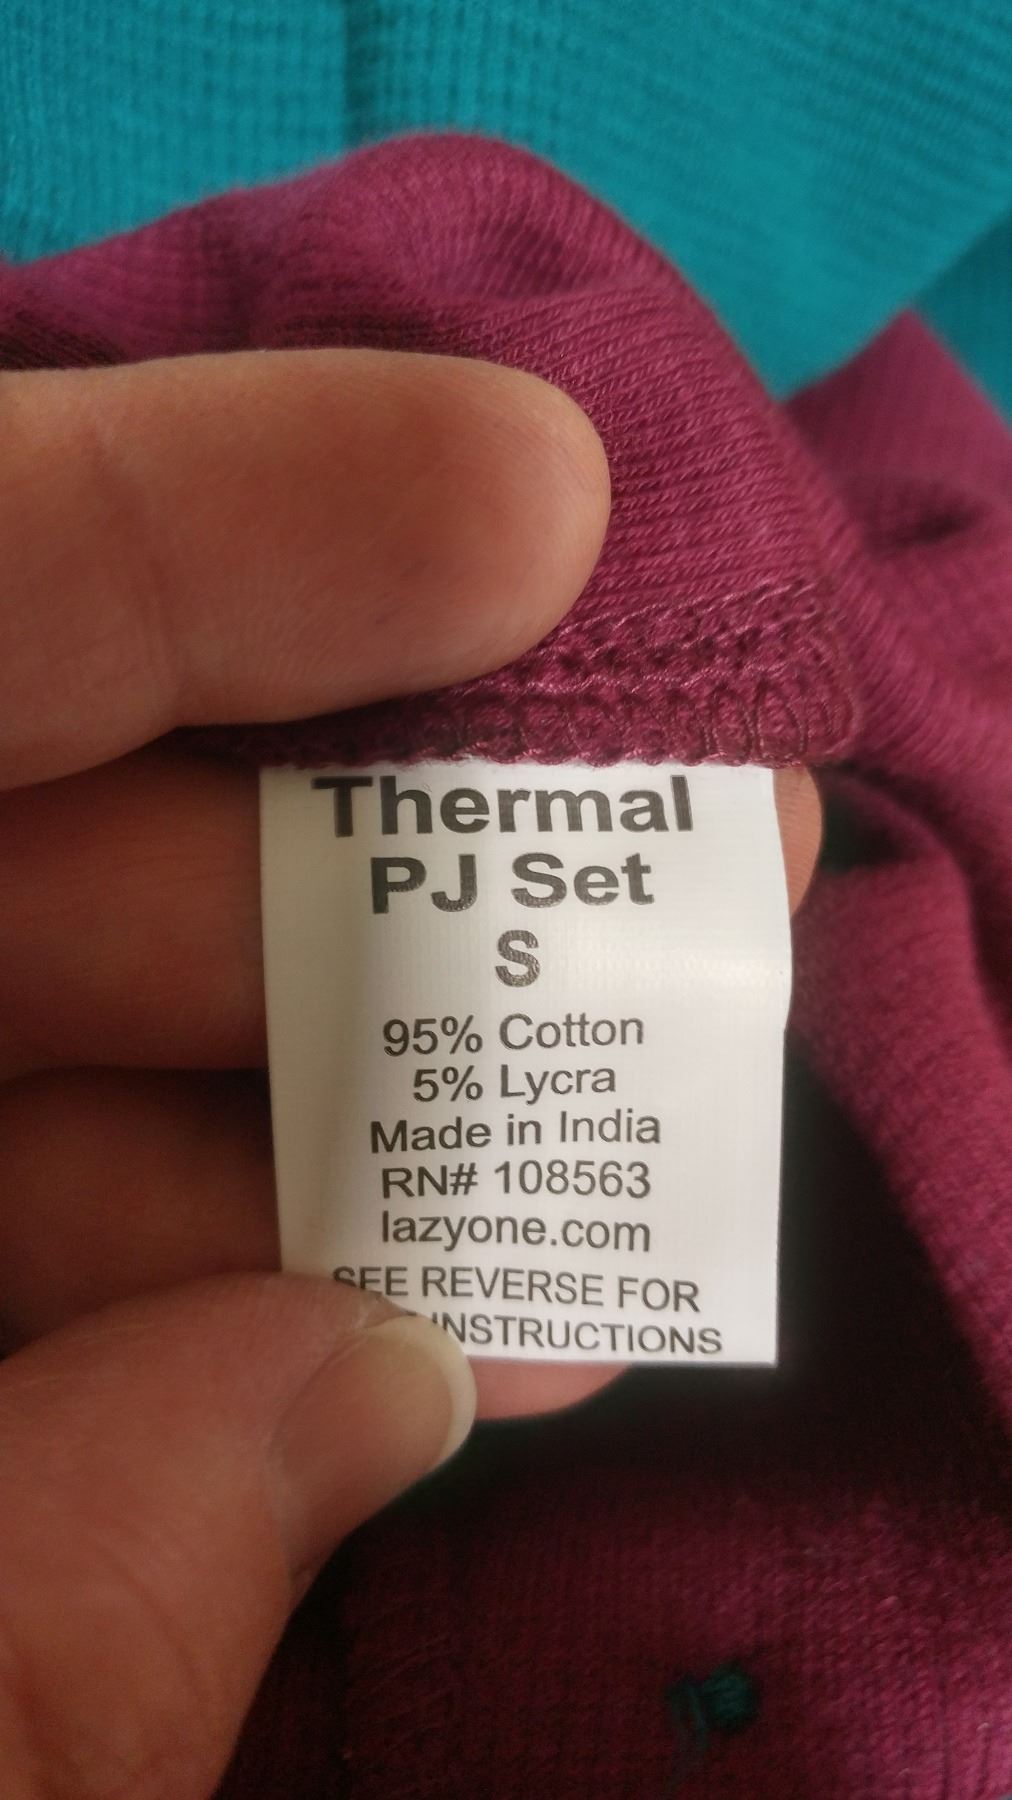 Thermal
PJ Set
S
95% Cotton
5% Lycra
Made in India
RN# 108563
lazyone.com
SEE REVERSE FOR
INSTRUCTIONS